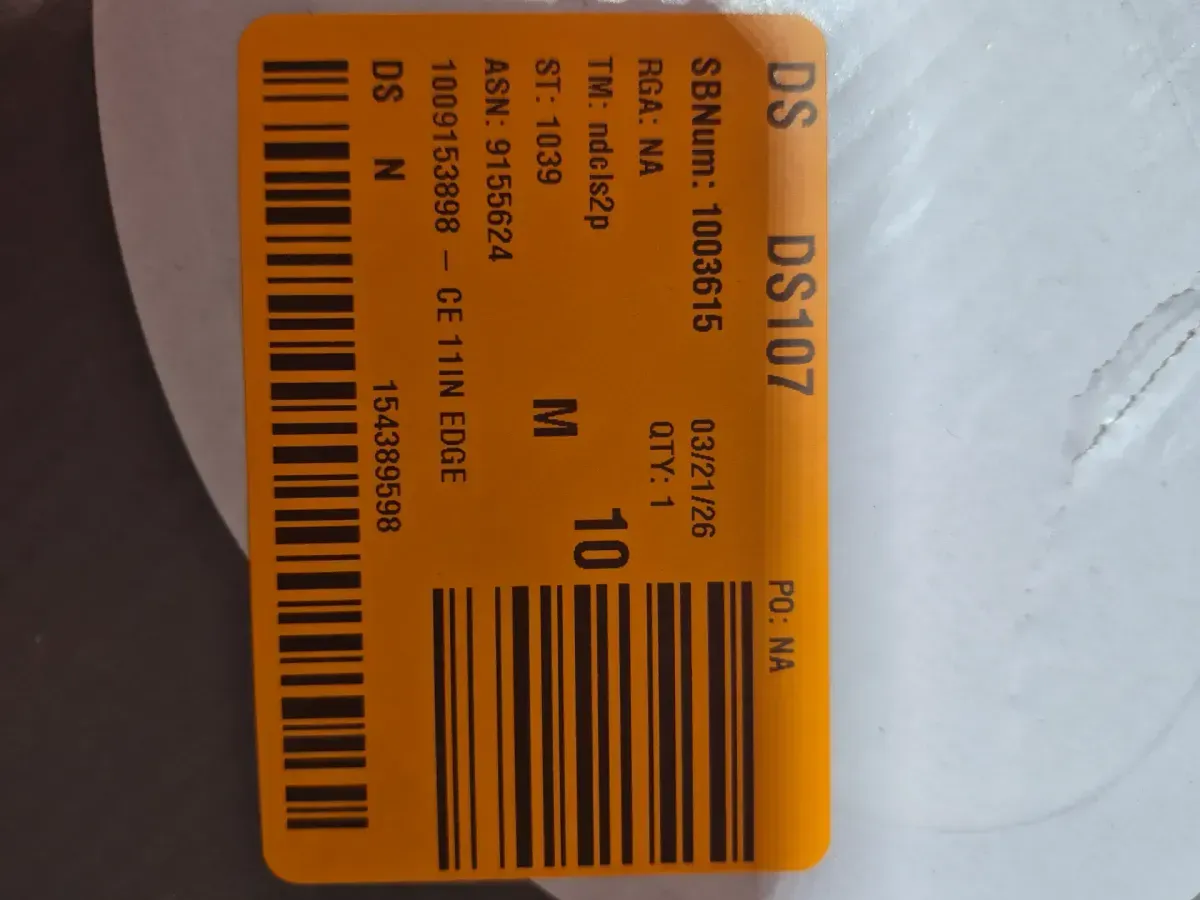 DS DS107 PO: NA
SBNum: 1003615 03/21/26
RGA: NA QTY: 1
TM: ndcls2p 10
ST: 1039 M
ASN: 9155624
1009153898 - CE 11IN EDGE
DS N 154389598